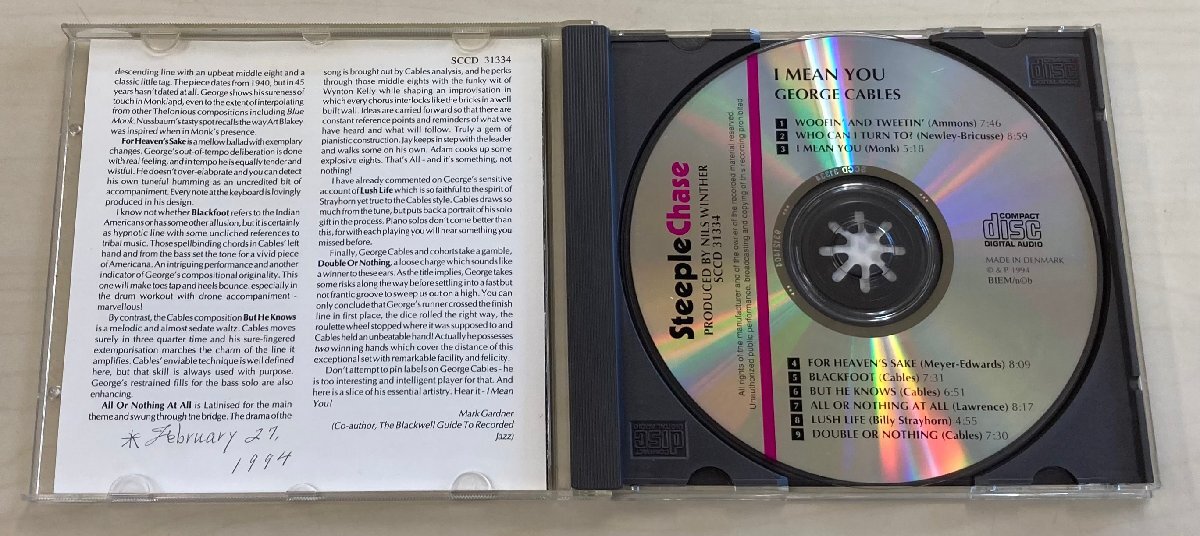 SCCD 31334
descending line with an upbeat middle eight and a
classic little tag. The piece dates from 1940, but in 45
years hasn't dated at all. George shows his sureness of
touch in Monk land, even to the extent of interpolating
from other Thelonious compositions including Blue
Monk. Nussbaum's tasty spot recalls the way Art Blakey
was inspired when in Monk's presence.
For Heaven's Sake is a mellow ballad with exemplary
changes. George's out-of-tempo deliberation is done
with real feeling, and in tempo he is equally tender and
wistful. He doesn't over-elaborate and you can detect
his own tuneful humming as an uncredited bit of
accompaniment. Every note at the keyboard is lovingly
produced in his design.
I know not whether Blackfoot refers to the Indian
Americans or has some other allusion, but it is certainly
as hypnotic line with some unclichéd references to
tribal music. Those spellbinding chords in Cables' left
hand and from the bass set the tone for a vivid piece
of Americana. An intriguing performance and another
indicator of George's compositional originality. This
one will make toes tap and heels bounce, especially in
the drum workout with drone accompaniment -
marvellous!
By contrast, the Cables composition But He Knows
is a melodic and almost sedate waltz. Cables moves
surely in three quarter time and his sure-fingered
extemporisation marches the charm of the line it
amplifies. Cables' enviable technique is well defined
here, but that skill is always used with purpose.
George's restrained fills for the bass solo are also
enhancing.
All Or Nothing At All is Latinised for the main
theme and swung through the bridge. The drama of the
song is brought out by Cables analysis, and he perks
through those middle eights with the funky wit of
Wynton Kelly while shaping an improvisation in
which every chorus interlocks like the bricks in a well
built wall. Ideas are carried forward so that there are
constant reference points and reminders of what we
have heard and what will follow. Truly a gem of
pianistic construction. Jay keeps in step with the leader
and walks some on his own. Adam cooks up some
explosive eights. That's All - and it's something, not
nothing!
I have already commented on George's sensitive
account of Lush Life which is so faithful to the spirit of
Strayhorn yet true to the Cables style. Cables draws so
much from the tune, but puts back a portrait of his solo
gift in the process. Piano solos don't come better than
this, for with each playing you will hear something you
missed before.
Finally, George Cables and cohorts take a gamble,
Double Or Nothing, a loose charge which sounds like
a winner to these ears. As the title implies, George takes
some risks along the way before settling into a fast but
not frantic groove to sweep us out on a high. You can
only conclude that George's runner crossed the finish
line in first place, the dice rolled the right way, the
roulette wheel stopped where it was supposed to and
Cables held an unbeatable hand! Actually he possesses
two winning hands which cover the distance of this
exceptional set with remarkable facility and felicity.
Don't attempt to pin labels on George Cables - he
is too interesting and intelligent player for that. And
here is a slice of his essential artistry. Hear it - I Mean
You!
Mark Gardner
(Co-author, The Blackwell Guide To Recorded
Jazz)
* February 27,
1994
I MEAN YOU
GEORGE CABLES
1 WOOFIN' AND TWEETIN' (Ammons) 7:46
2 WHO CAN I TURN TO? (Newley-Bricusse) 8:59
3 I MEAN YOU (Monk) 5:18
SteepleChase
PRODUCED BY NILS WINTHER
SCCD 31334
All rights of the manufacturer and of the owner of the recorded material reserved.
Unauthorized public performance, broadcasting and copying of this recording prohibited
COMPACT
disc
DIGITAL AUDIO
MADE IN DENMARK
© & P 1994
BIEM/n©b
4 FOR HEAVEN'S SAKE (Meyer-Edwards) 8:09
5 BLACKFOOT (Cables) 7:31
6 BUT HE KNOWS (Cables) 6:51
7 ALL OR NOTHING AT ALL (Lawrence) 8:17
8 LUSH LIFE (Billy Strayhorn) 4:55
9 DOUBLE OR NOTHING (Cables) 7:30